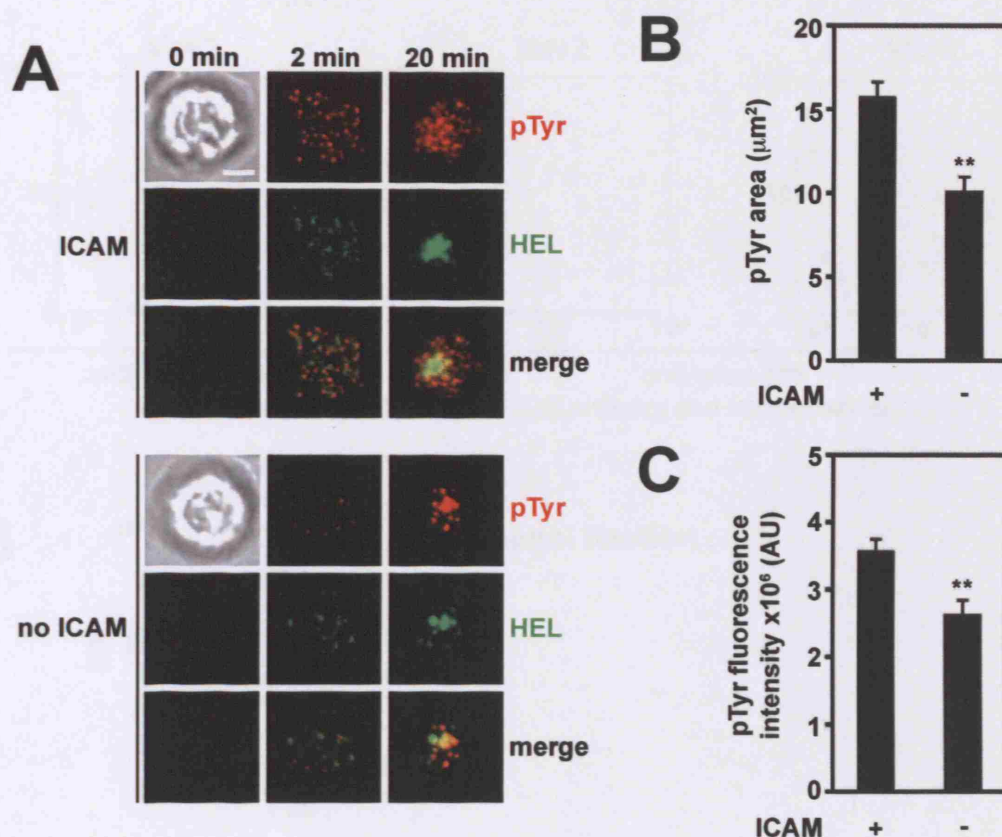 A
0 min 2 min 20 min
pTyr
ICAM
HEL
merge
pTyr
no ICAM
HEL
merge
B
20
15
10
5
0
pTyr area (μm²)
**
ICAM + -
C
5
4
3
2
1
0
pTyr fluorescence
intensity x10⁶ (AU)
**
ICAM + -